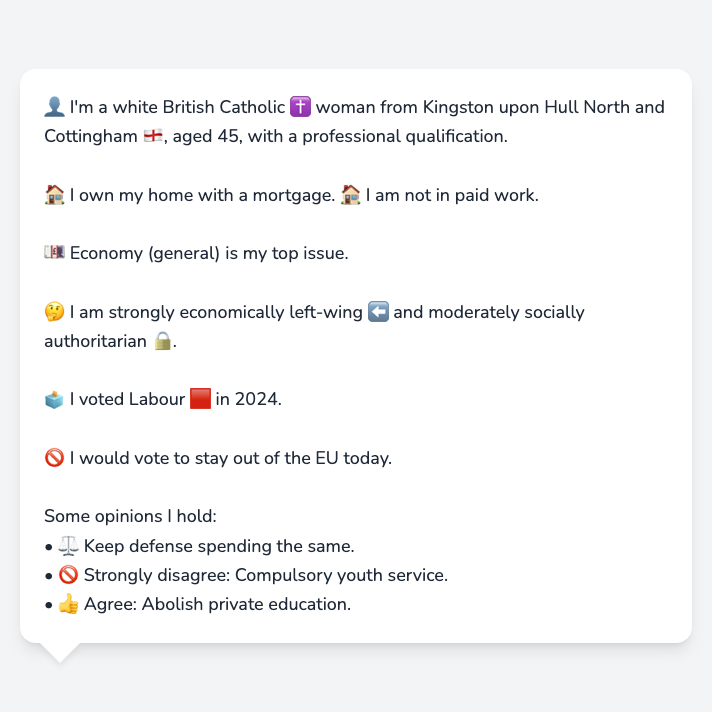 👤 I'm a white British Catholic ✝️ woman from Kingston upon Hull North and
Cottingham 🏴󠁧󠁢󠁥󠁮󠁧󠁿, aged 45, with a professional qualification.
🏠 I own my home with a mortgage. 🏠 I am not in paid work.
💷 Economy (general) is my top issue.
🤔 I am strongly economically left-wing ⬅️ and moderately socially
authoritarian 🔒.
🗳️ I voted Labour 🟥 in 2024.
🚫 I would vote to stay out of the EU today.
Some opinions I hold:
• ⚖️ Keep defense spending the same.
• 🚫 Strongly disagree: Compulsory youth service.
• 👍 Agree: Abolish private education.